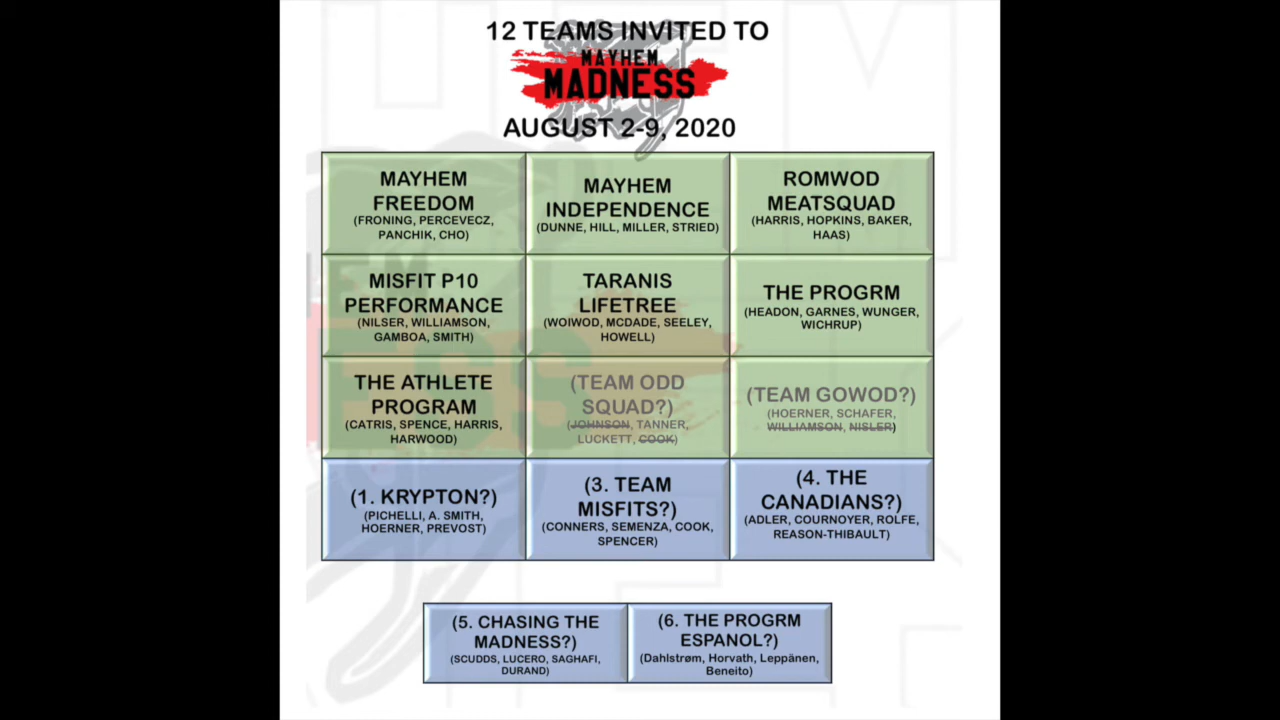 12 TEAMS INVITED TO
MAYHEM
MADNESS
AUGUST 2-9, 2020
MAYHEM
FREEDOM
(FRONING, PERCEVECZ,
PANCHIK, CHO)
MAYHEM
INDEPENDENCE
(DUNNE, HILL, MILLER, STRIED)
ROMWOD
MEATSQUAD
(HARRIS, HOPKINS, BAKER,
HAAS)
MISFIT P10
PERFORMANCE
(NILSER, WILLIAMSON,
GAMBOA, SMITH)
TARANIS
LIFETREE
(WOIWOD, MCDADE, SEELEY,
HOWELL)
THE PROGRM
(HEADON, GARNES, WUNGER,
WICHRUP)
THE ATHLETE
PROGRAM
(CATRIS, SPENCE, HARRIS,
HARWOOD)
(TEAM ODD
SQUAD?)
(JOHNSON, TANNER,
LUCKETT, COOK)
(TEAM GOWOD?)
(HOERNER, SCHAFER,
WILLIAMSON, NISLER)
(1. KRYPTON?)
(PICHELLI, A. SMITH,
HOERNER, PREVOST)
(3. TEAM
MISFITS?)
(CONNERS, SEMENZA, COOK,
SPENCER)
(4. THE
CANADIANS?)
(ADLER, COURNOYER, ROLFE,
REASON-THIBAULT)
(5. CHASING THE
MADNESS?)
(SCUDDS, LUCERO, SAGHAFI,
DURAND)
(6. THE PROGRM
ESPANOL?)
(Dahlstrøm, Horvath, Leppänen,
Beneito)